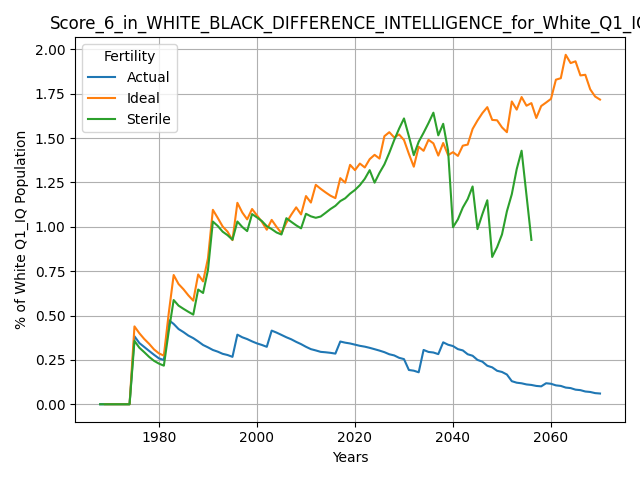 Score_6_in_WHITE_BLACK_DIFFERENCE_INTELLIGENCE_for_White_Q1_IQ
Fertility
Actual
Ideal
Sterile
% of White Q1_IQ Population
2.00
1.75
1.50
1.25
1.00
0.75
0.50
0.25
0.00
1980
2000
2020
2040
2060
Years